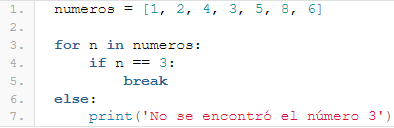 1. numeros = [1, 2, 4, 3, 5, 8, 6]
2.
3. for n in numeros:
4.     if n == 3:
5.         break
6. else:
7.     print('No se encontró el número 3')